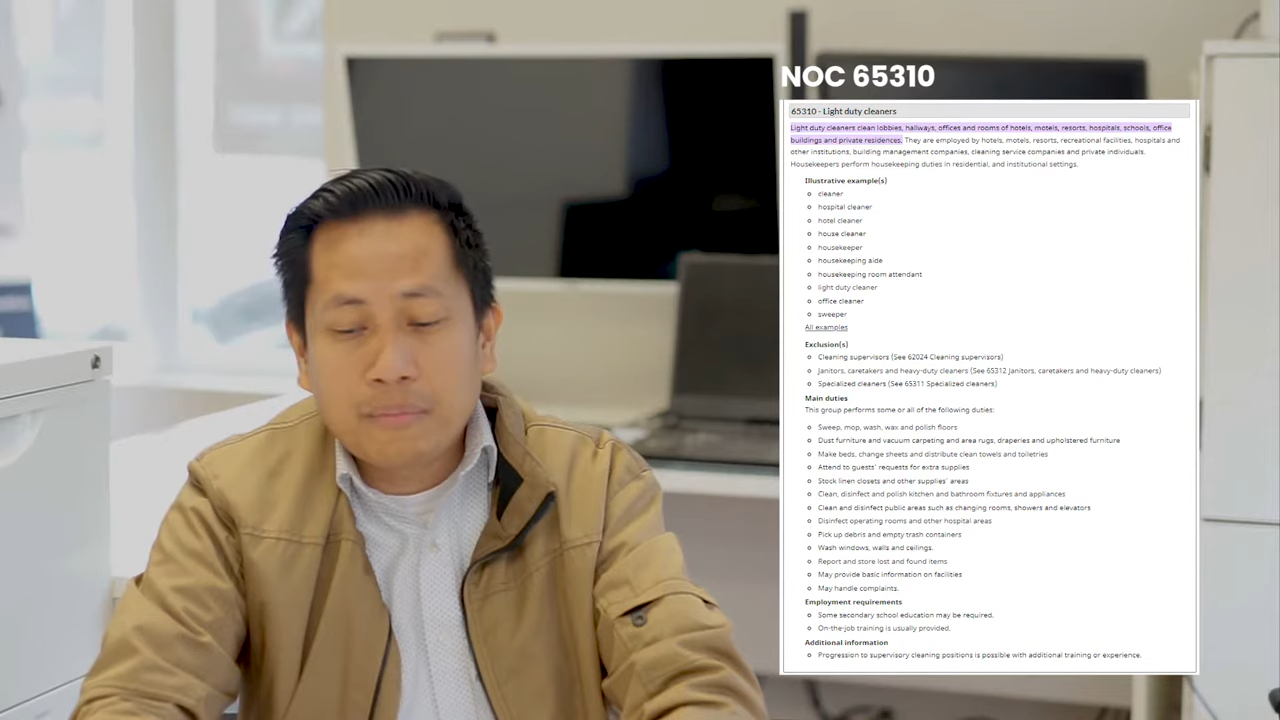 NOC 65310
65310 - Light duty cleaners
Light duty cleaners clean lobbies, hallways, offices and rooms of hotels, motels, resorts, hospitals, schools, office
buildings and private residences. They are employed by hotels, motels, resorts, recreational facilities, hospitals and
other institutions, building management companies, cleaning service companies and private individuals.
Housekeepers perform housekeeping duties in residential, and institutional settings.
Illustrative example(s)
cleaner
hospital cleaner
hotel cleaner
house cleaner
housekeeper
housekeeping aide
housekeeping room attendant
light duty cleaner
office cleaner
sweeper
All examples
Exclusion(s)
Cleaning supervisors (See 62024 Cleaning supervisors)
Janitors, caretakers and heavy-duty cleaners (See 65312 Janitors, caretakers and heavy-duty cleaners)
Specialized cleaners (See 65311 Specialized cleaners)
Main duties
This group performs some or all of the following duties:
Sweep, mop, wash, wax and polish floors
Dust furniture and vacuum carpeting and area rugs, draperies and upholstered furniture
Make beds, change sheets and distribute clean towels and toiletries
Attend to guests' requests for extra supplies
Stock linen closets and other supplies' areas
Clean, disinfect and polish kitchen and bathroom fixtures and appliances
Clean and disinfect public areas such as changing rooms, showers and elevators
Disinfect operating rooms and other hospital areas
Pick up debris and empty trash containers
Wash windows, walls and ceilings.
Report and store lost and found items
May provide basic information on facilities
May handle complaints.
Employment requirements
Some secondary school education may be required.
On-the-job training is usually provided.
Additional information
Progression to supervisory cleaning positions is possible with additional training or experience.